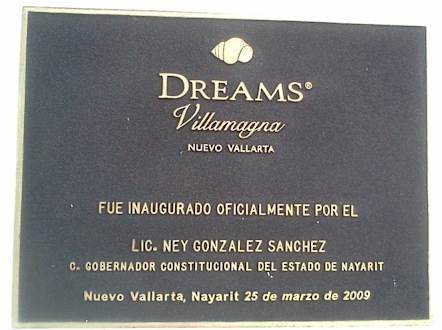 DREAMS®
Villamagna
NUEVO VALLARTA
FUE INAUGURADO OFICIALMENTE POR EL
LIC. NEY GONZALEZ SANCHEZ
C. GOBERNADOR CONSTITUCIONAL DEL ESTADO DE NAYARIT
Nuevo Vallarta, Nayarit 25 de marzo de 2009